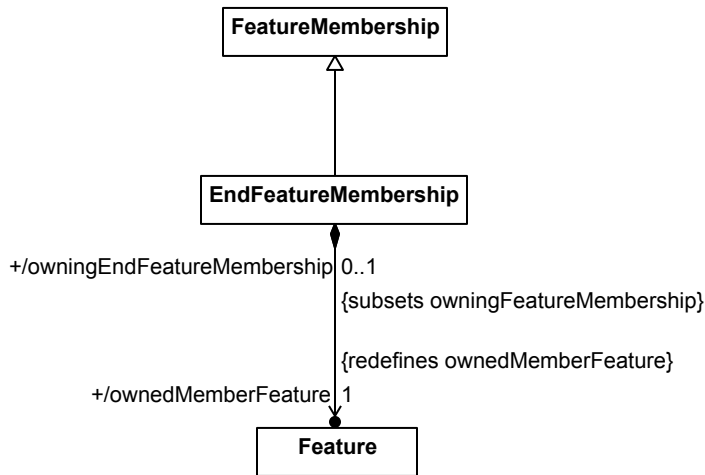 FeatureMembership
EndFeatureMembership
+/owningEndFeatureMembership 0..1
{subsets owningFeatureMembership}
{redefines ownedMemberFeature}
+/ownedMemberFeature 1
Feature